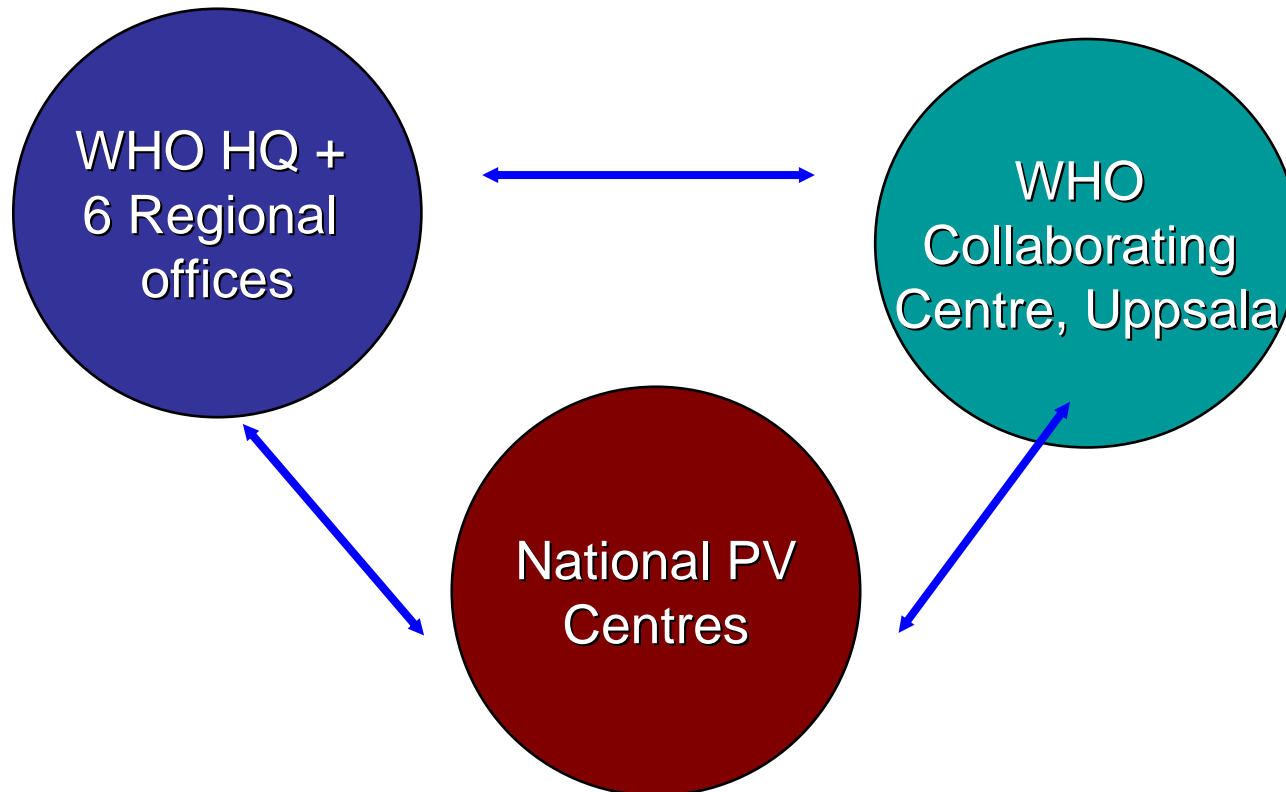 WHO HQ +
6 Regional
offices
WHO
Collaborating
Centre, Uppsala
National PV
Centres